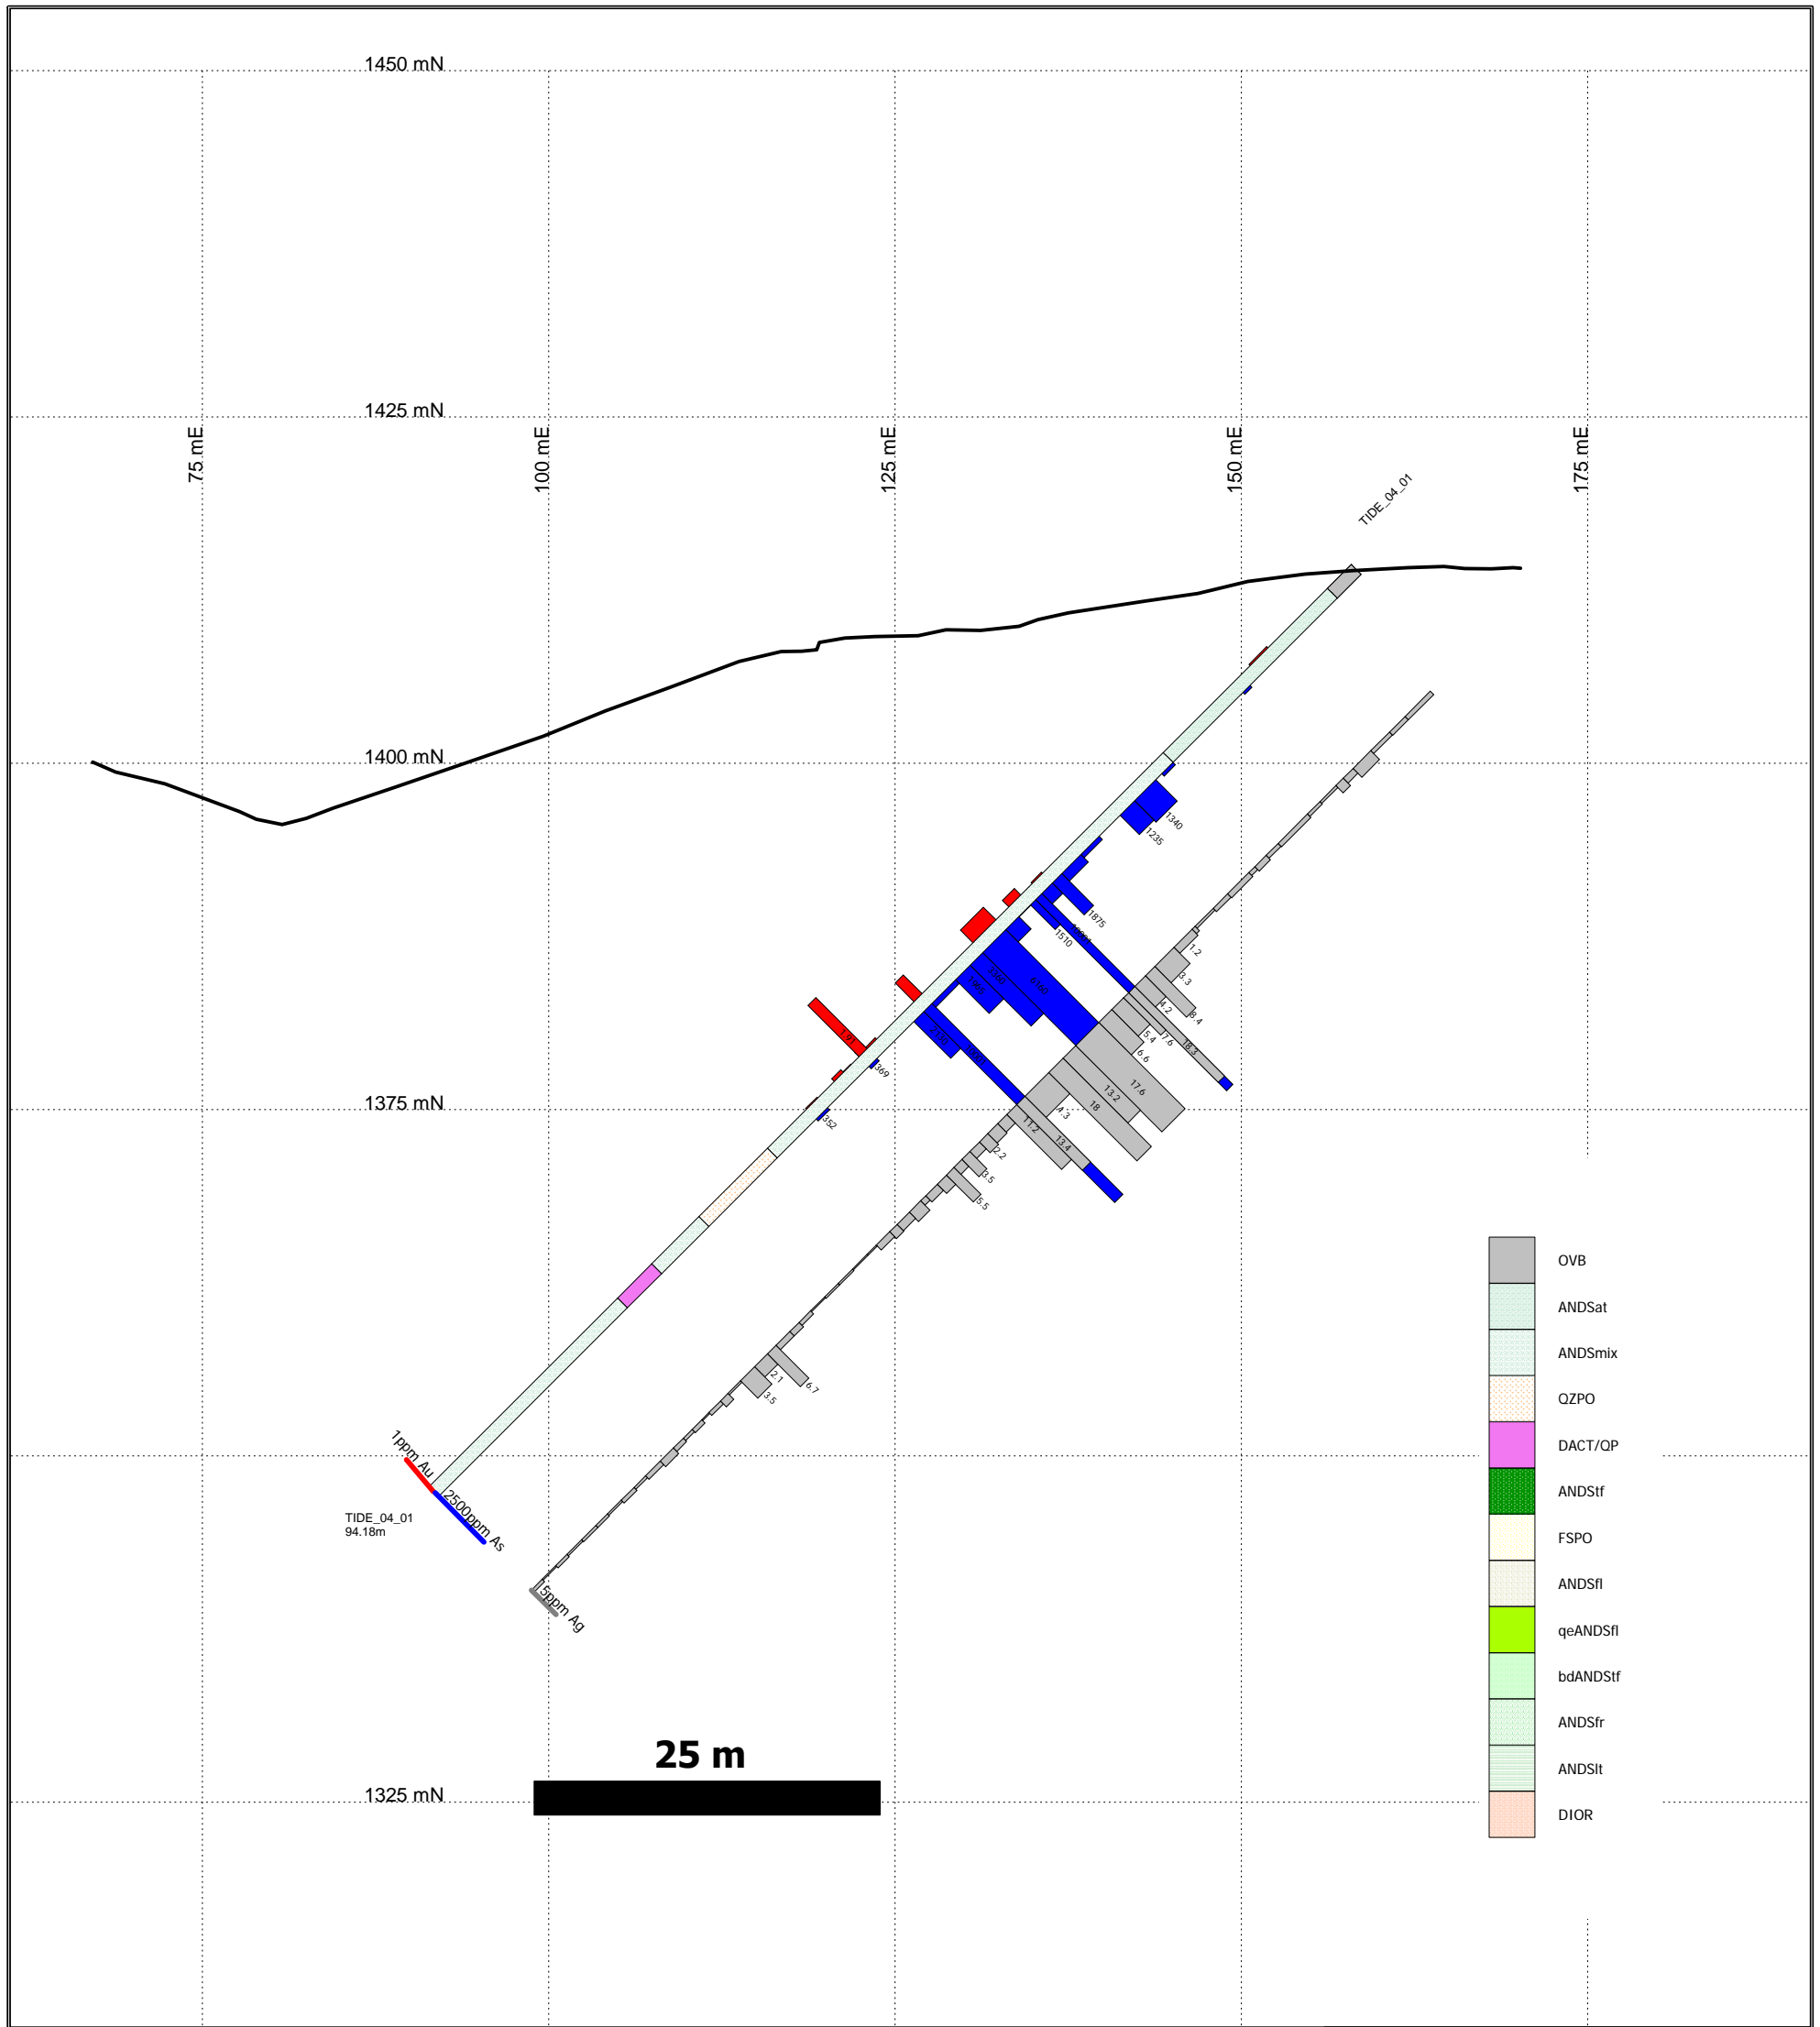 1450 mN
1425 mN
75 mE
100 mE
125 mE
150 mE
175 mE
TIDE_04_01
1400 mN
1340
1235
1875
1510
1.2
3.3
8.4
4.2
7.6
18.3
5.4
6.6
6160
17.6
13.2
18
4.3
13.4
11.2
369
1375 mN
352
2.2
3.5
5.5
OVB
ANDSat
ANDSmix
QZPO
6.7
2.1
3.5
DACT/QP
1ppm Au
ANDStf
2500ppm As
TIDE_04_01
94.18m
FSPO
ANDSfl
5ppm Ag
qeANDSfl
bdANDStf
ANDSfr
25 m
ANDSlt
1325 mN
DIOR